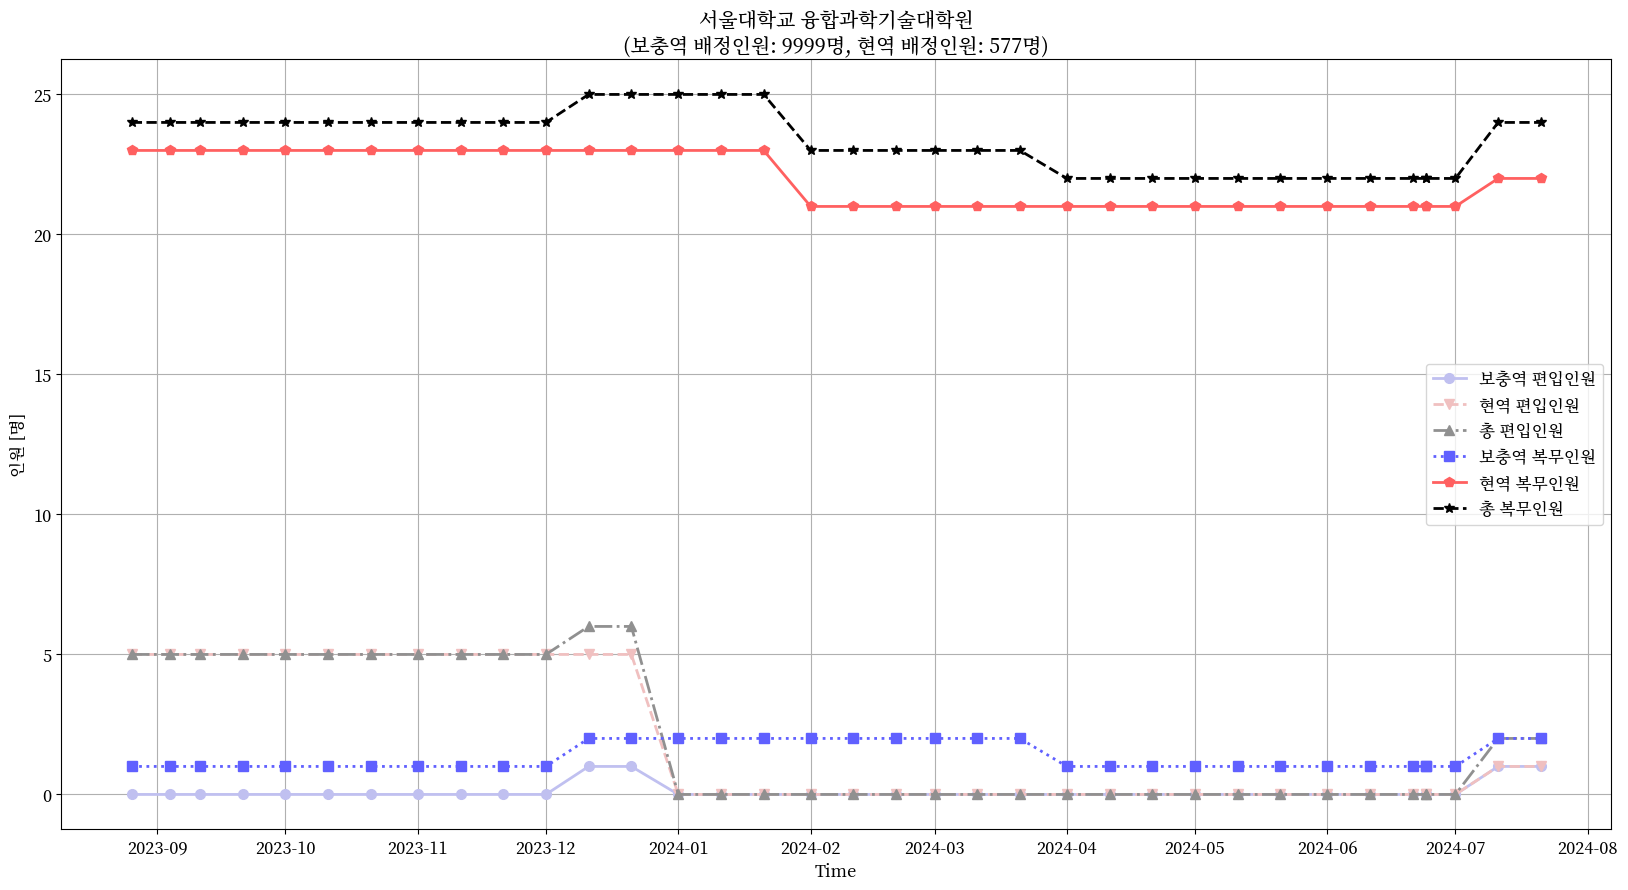 서울대학교 융합과학기술대학원
(보충역 배정인원: 9999명, 현역 배정인원: 577명)
인원 [명]
25
20
15
10
5
0
보충역 편입인원
현역 편입인원
총 편입인원
보충역 복무인원
현역 복무인원
총 복무인원
2023-09 2023-10 2023-11 2023-12 2024-01 2024-02 2024-03 2024-04 2024-05 2024-06 2024-07 2024-08
Time